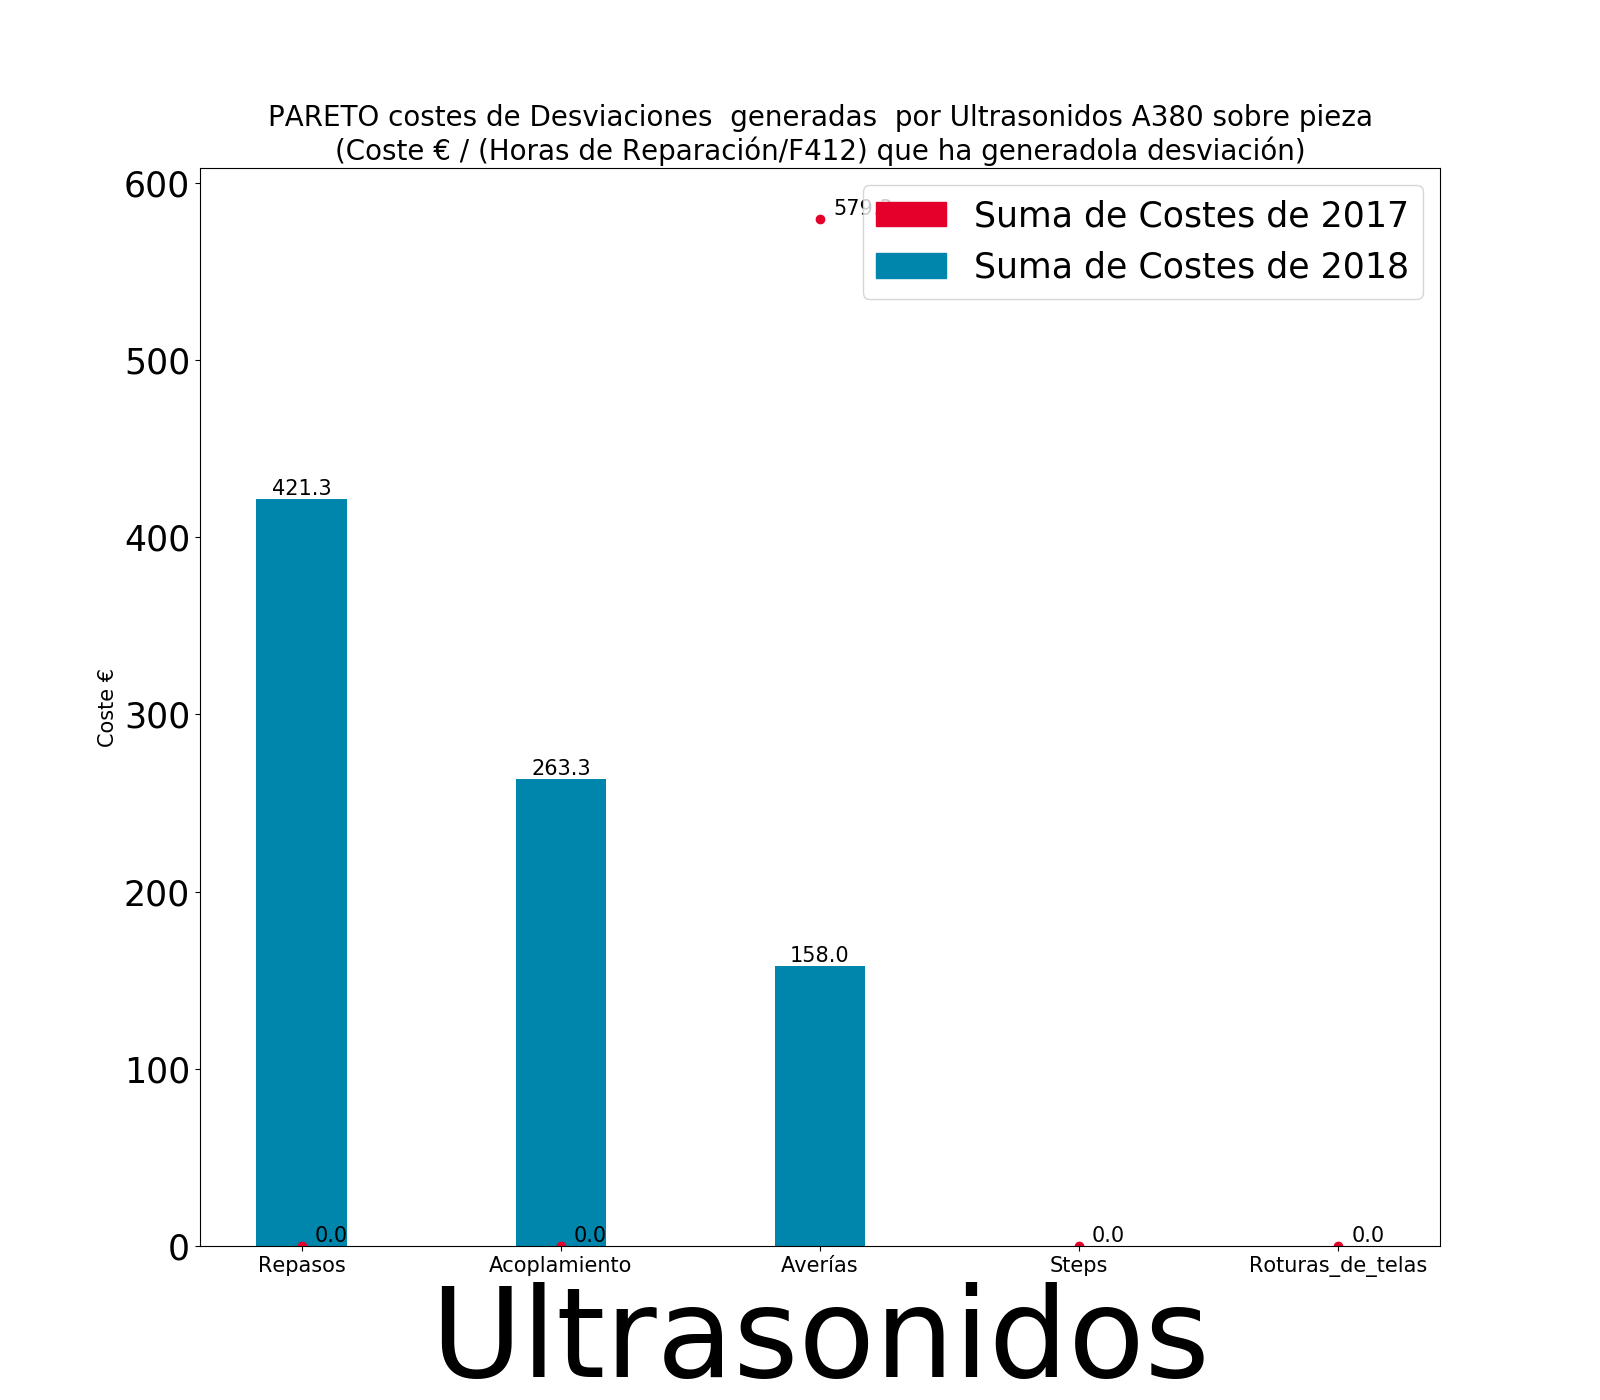 PARETO costes de Desviaciones  generadas  por Ultrasonidos A380 sobre pieza
(Coste € / (Horas de Reparación/F412) que ha generadola desviación)
Suma de Costes de 2017
Suma de Costes de 2018
600
500
400
300
200
100
0
Coste €
421.3
263.3
158.0
0.0
0.0
0.0
0.0
Repasos
Acoplamiento
Averías
Steps
Roturas_de_telas
Ultrasonidos